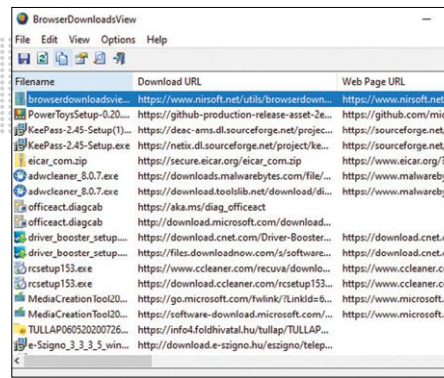 BrowserDownloadsView
File Edit View Options Help
Filename Download URL Web Page URL
browserdownloadsvie... https://www.nirsoft.net/utils/browserdown... https://www.nirsoft.net
PowerToysSetup-0.20.... https://github-production-release-asset-2e... https://github.com/mic
KeePass-2.45-Setup(1)... https://deac-ams.dl.sourceforge.net/projec... https://sourceforge.net
KeePass-2.45-Setup.exe https://netix.dl.sourceforge.net/project/ke... https://sourceforge.net
eicar_com.zip https://secure.eicar.org/eicar_com.zip https://www.eicar.org/?
adwcleaner_8.0.7.exe https://downloads.malwarebytes.com/file/... https://www.malwareby
adwcleaner_8.0.7.exe https://download.toolslib.net/download/di... https://www.malwareby
officeact.diagcab https://aka.ms/diag_officeact
officeact.diagcab http://download.microsoft.com/download...
driver_booster_setup.... https://download.cnet.com/Driver-Booster... https://download.cnet.
driver_booster_setup.... https://files.downloadnow.com/s/software... https://download.cnet.
rcsetup153.exe https://www.ccleaner.com/recuva/downlo... https://www.ccleaner.c
rcsetup153.exe https://download.ccleaner.com/rcsetup153... https://www.ccleaner.c
MediaCreationTool20... https://go.microsoft.com/fwlink/?LinkId=6... https://www.microsoft.
MediaCreationTool20... https://software-download.microsoft.com/... https://www.microsoft.
TULLAP060520200726... https://info4.foldhivatal.hu/tullap/TULLAP...
e-Szigno_3_3_3_5_win... http://download.e-szigno.hu/eszigno/telep...